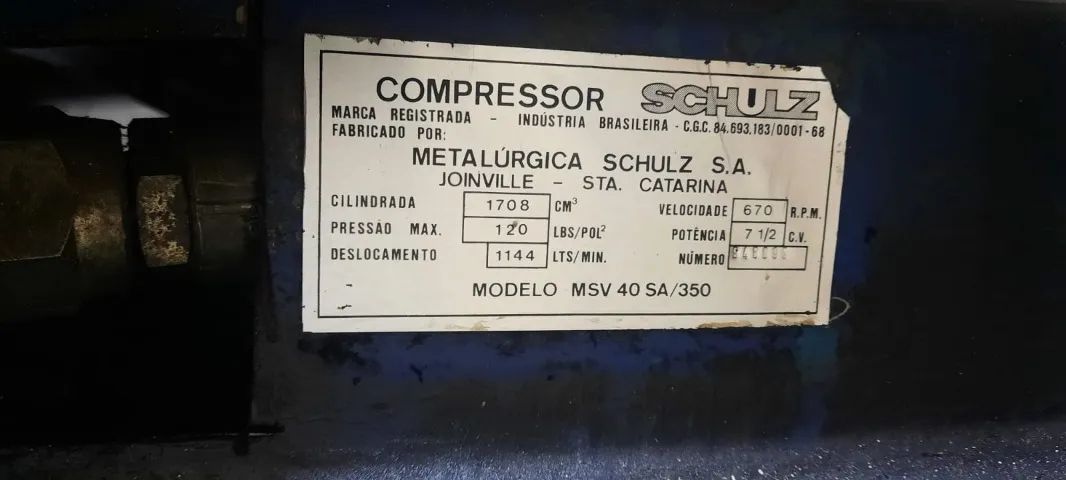 COMPRESSOR SCHULZ
MARCA REGISTRADA - INDÚSTRIA BRASILEIRA - C.G.C. 84.693.183/0001-68
FABRICADO POR:
METALÚRGICA SCHULZ S.A.
JOINVILLE - STA. CATARINA
CILINDRADA 1708 CM³ VELOCIDADE 670 R.P.M.
PRESSÃO MAX. 120 LBS/POL² POTÊNCIA 7 1/2 C.V.
DESLOCAMENTO 1144 LTS/MIN. NÚMERO
MODELO MSV 40 SA/350